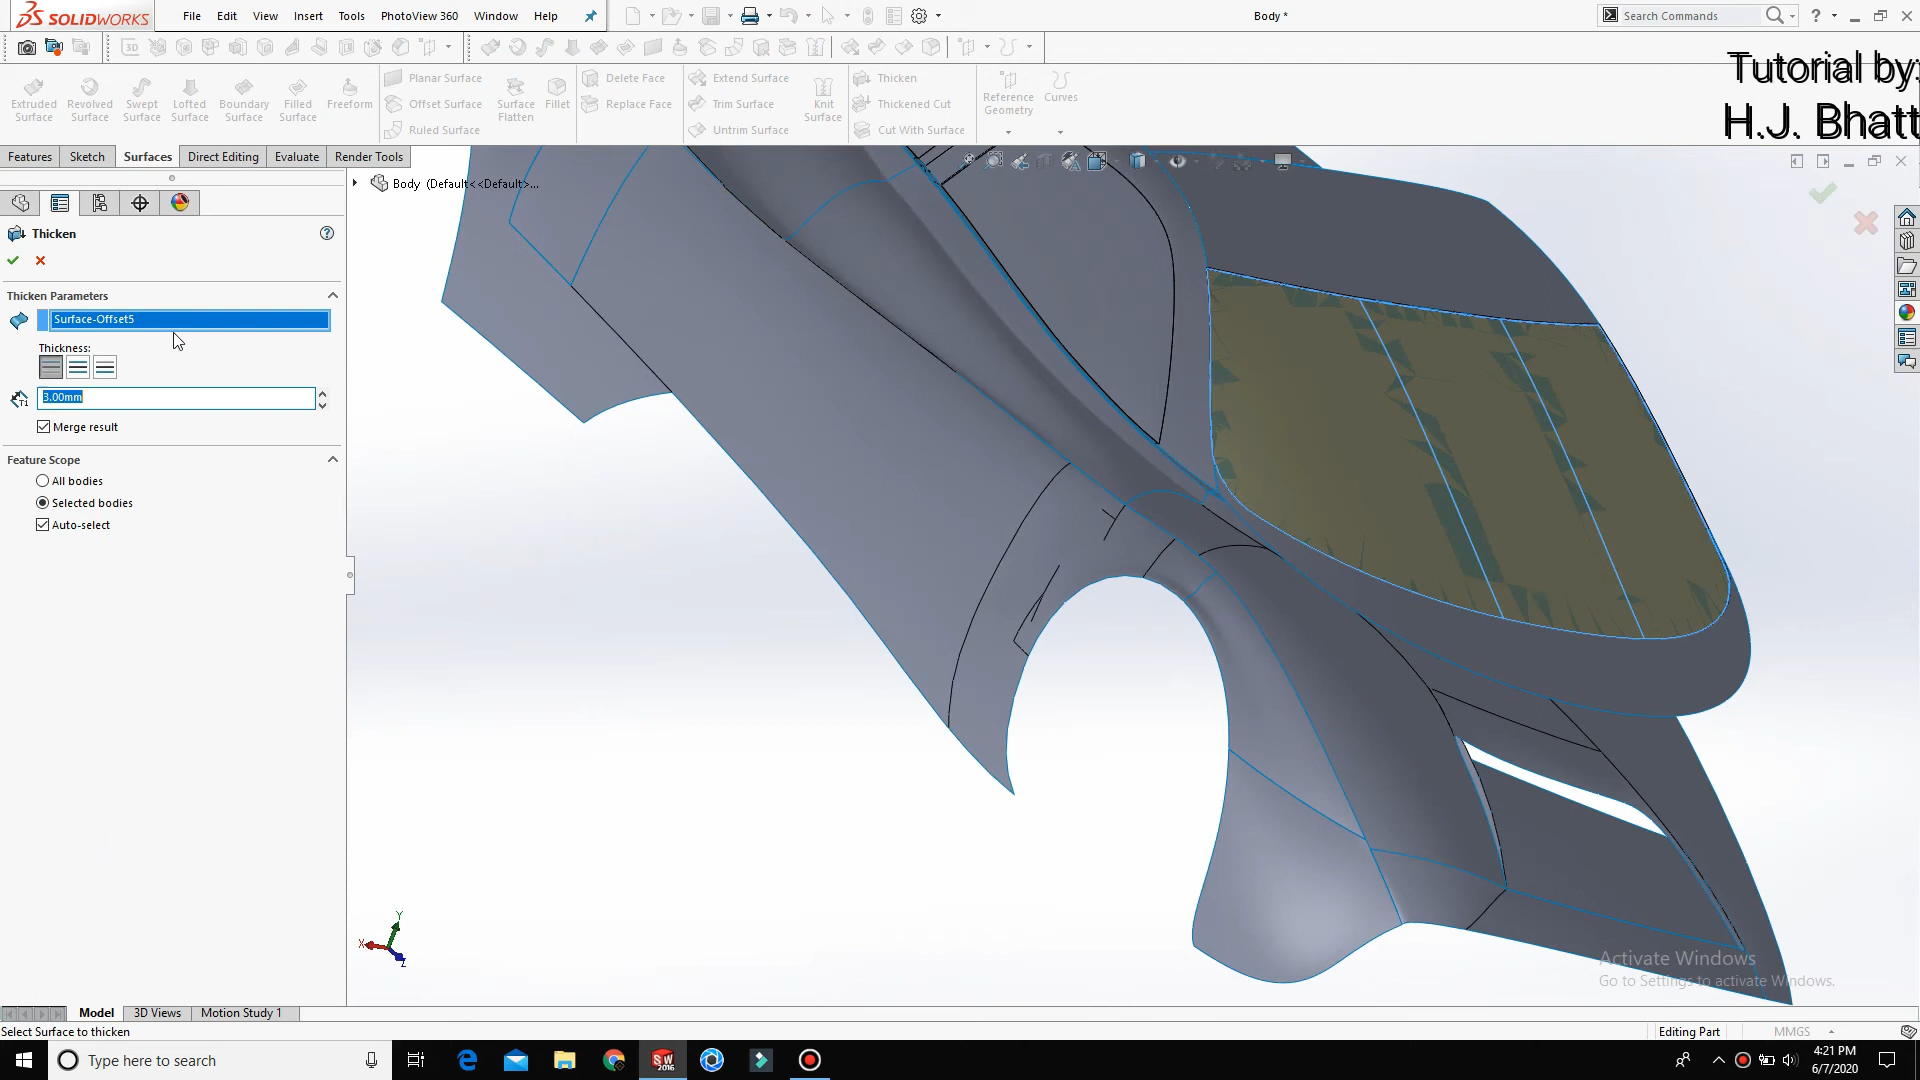 SOLIDWORKS
File Edit View Insert Tools PhotoView 360 Window Help
Body *
Search Commands
3D
Extruded Surface
Revolved Surface
Swept Surface
Lofted Surface
Boundary Surface
Filled Surface
Freeform
Planar Surface
Offset Surface
Ruled Surface
Surface Flatten
Fillet
Delete Face
Replace Face
Extend Surface
Trim Surface
Untrim Surface
Knit Surface
Thicken
Thickened Cut
Cut With Surface
Reference Geometry
Curves
Tutorial by:
H.J. Bhatt
Features Sketch Surfaces Direct Editing Evaluate Render Tools
Body (Default<<Default>...
Thicken
Thicken Parameters
Surface-Offset5
Thickness:
T1
3.00mm
Merge result
Feature Scope
All bodies
Selected bodies
Auto-select
Y
X
Z
Activate Windows
Go to Settings to activate Windows.
Model 3D Views Motion Study 1
Select Surface to thicken
Editing Part
MMGS
Type here to search
SW 2016
4:21 PM
6/7/2020